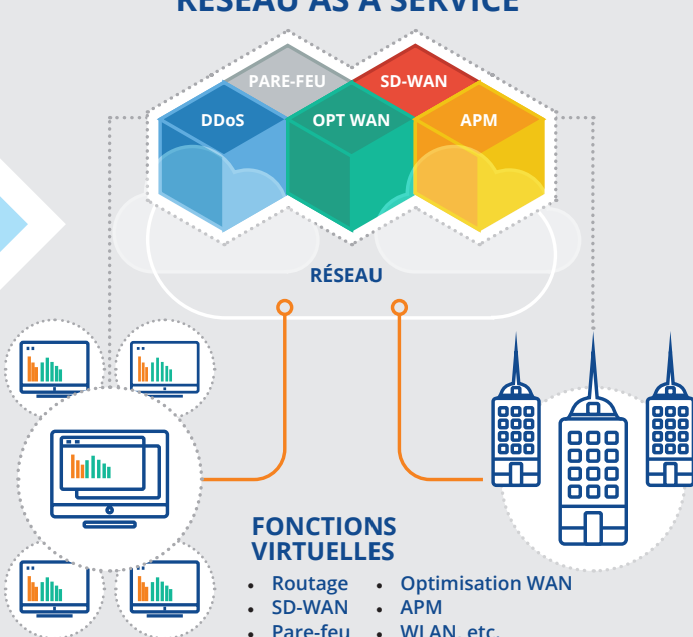 RÉSEAU AS A SERVICE
PARE-FEU
SD-WAN
DDoS
OPT WAN
APM
RÉSEAU
FONCTIONS
VIRTUELLES
• Routage
• SD-WAN
• Pare-feu
• Optimisation WAN
• APM
• WLAN, etc.